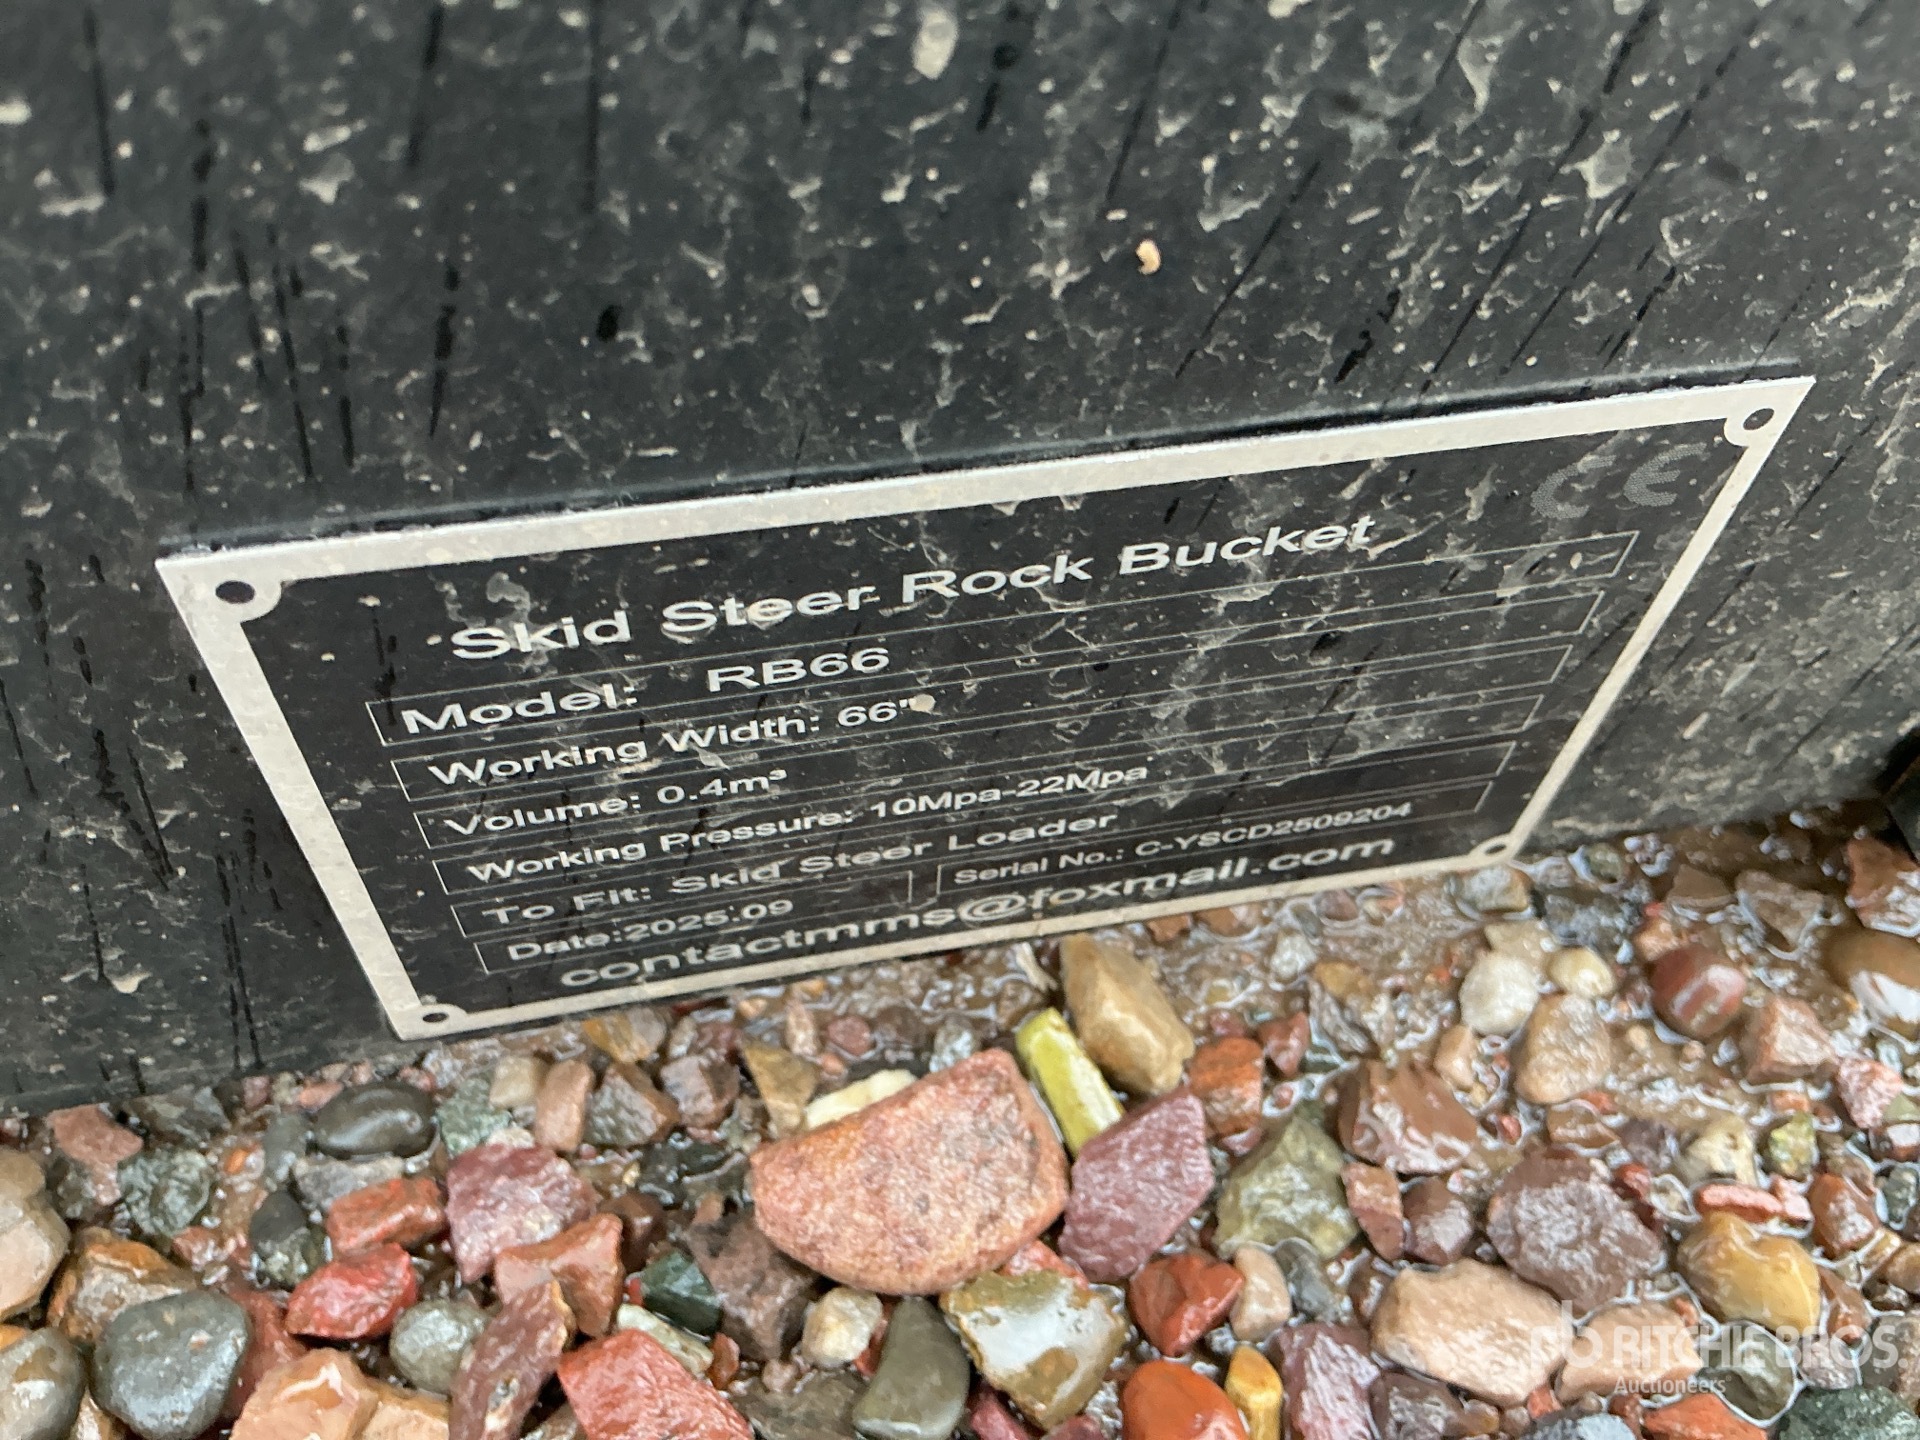 CE
Skid Steer Rock Bucket
Model: RB66
Working Width: 66"
Volume: 0.4m³
Working Pressure: 10Mpa-22Mpa
To Fit: Skid Steer Loader
Date:2025.09 Serial No.: C-YSCD2509204
contactmms@foxmail.com
rb RITCHIE BROS.
Auctioneers